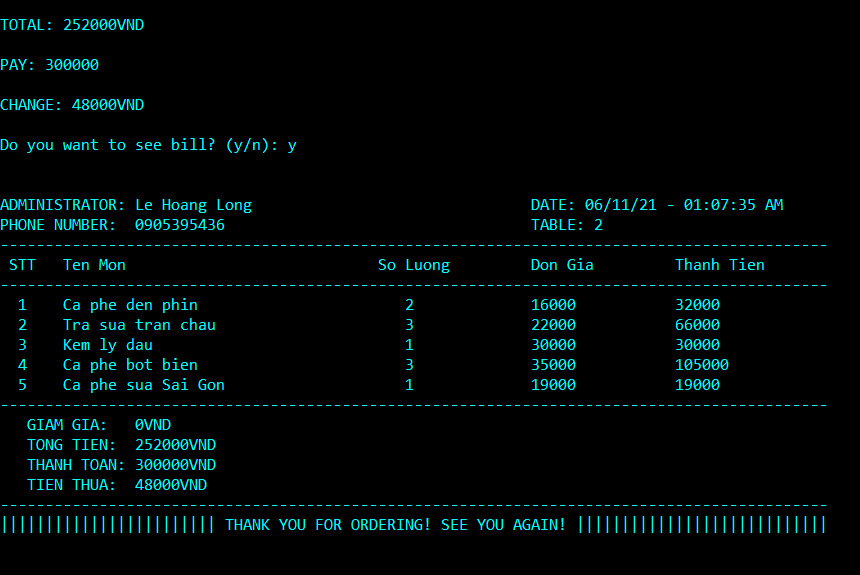 TOTAL: 252000VND
PAY: 300000
CHANGE: 48000VND
Do you want to see bill? (y/n): y
ADMINISTRATOR: Le Hoang Long DATE: 06/11/21 - 01:07:35 AM
PHONE NUMBER: 0905395436 TABLE: 2
--------------------------------------------------------------------------------------------
STT Ten Mon So Luong Don Gia Thanh Tien
--------------------------------------------------------------------------------------------
1 Ca phe den phin 2 16000 32000
2 Tra sua tran chau 3 22000 66000
3 Kem ly dau 1 30000 30000
4 Ca phe bot bien 3 35000 105000
5 Ca phe sua Sai Gon 1 19000 19000
--------------------------------------------------------------------------------------------
GIAM GIA: 0VND
TONG TIEN: 252000VND
THANH TOAN: 300000VND
TIEN THUA: 48000VND
--------------------------------------------------------------------------------------------
|||||||||||||||||||||||| THANK YOU FOR ORDERING! SEE YOU AGAIN! ||||||||||||||||||||||||||||